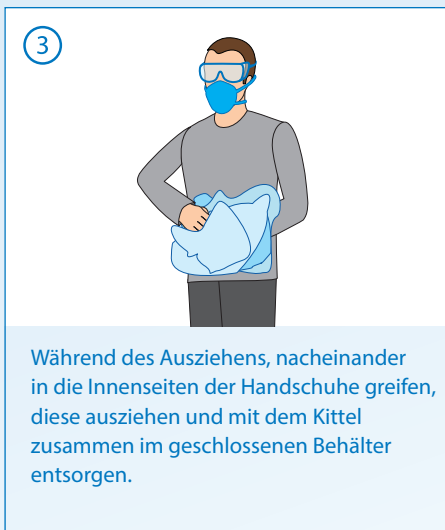 3
Während des Ausziehens, nacheinander
in die Innenseiten der Handschuhe greifen,
diese ausziehen und mit dem Kittel
zusammen im geschlossenen Behälter
entsorgen.